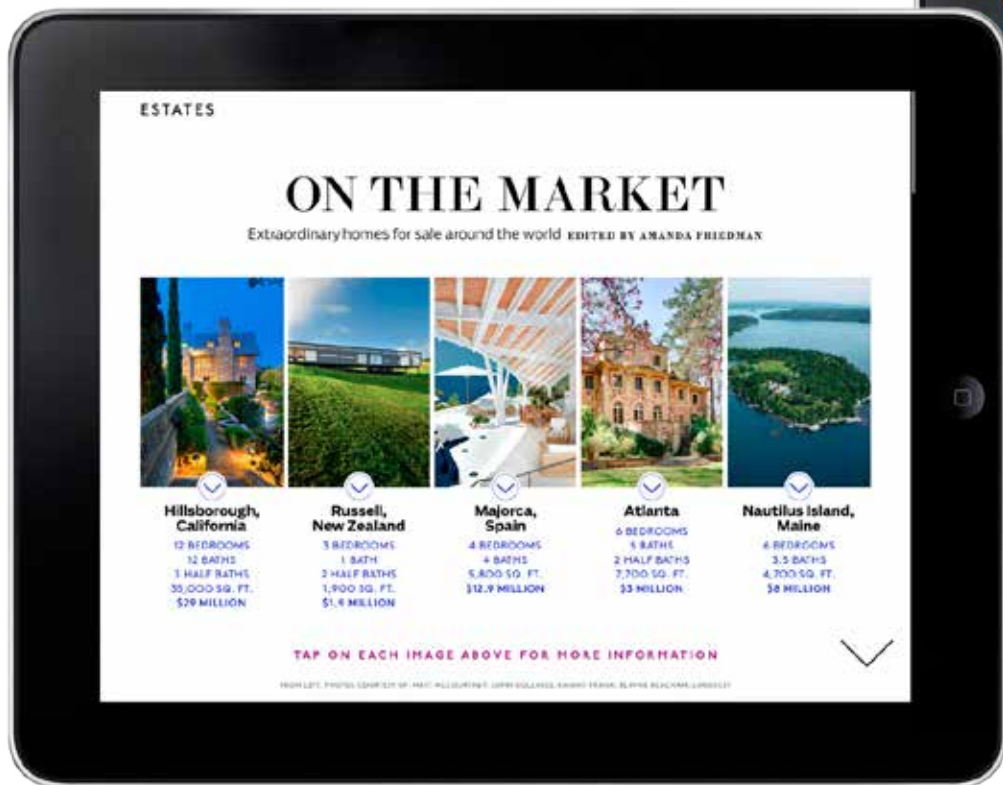 ESTATES
ON THE MARKET
Extraordinary homes for sale around the world EDITED BY AMANDA FRIEDMAN
Hillsborough,
California
12 BEDROOMS
12 BATHS
3 HALF BATHS
35,000 SQ. FT.
$29 MILLION
Russell,
New Zealand
3 BEDROOMS
1 BATH
2 HALF BATHS
1,900 SQ. FT.
$1.9 MILLION
Majorca,
Spain
4 BEDROOMS
4 BATHS
5,800 SQ. FT.
$12.9 MILLION
Atlanta
6 BEDROOMS
5 BATHS
2 HALF BATHS
7,700 SQ. FT.
$3 MILLION
Nautilus Island,
Maine
6 BEDROOMS
3.5 BATHS
4,700 SQ. FT.
$8 MILLION
TAP ON EACH IMAGE ABOVE FOR MORE INFORMATION
FROM LEFT, PHOTOS COURTESY OF: